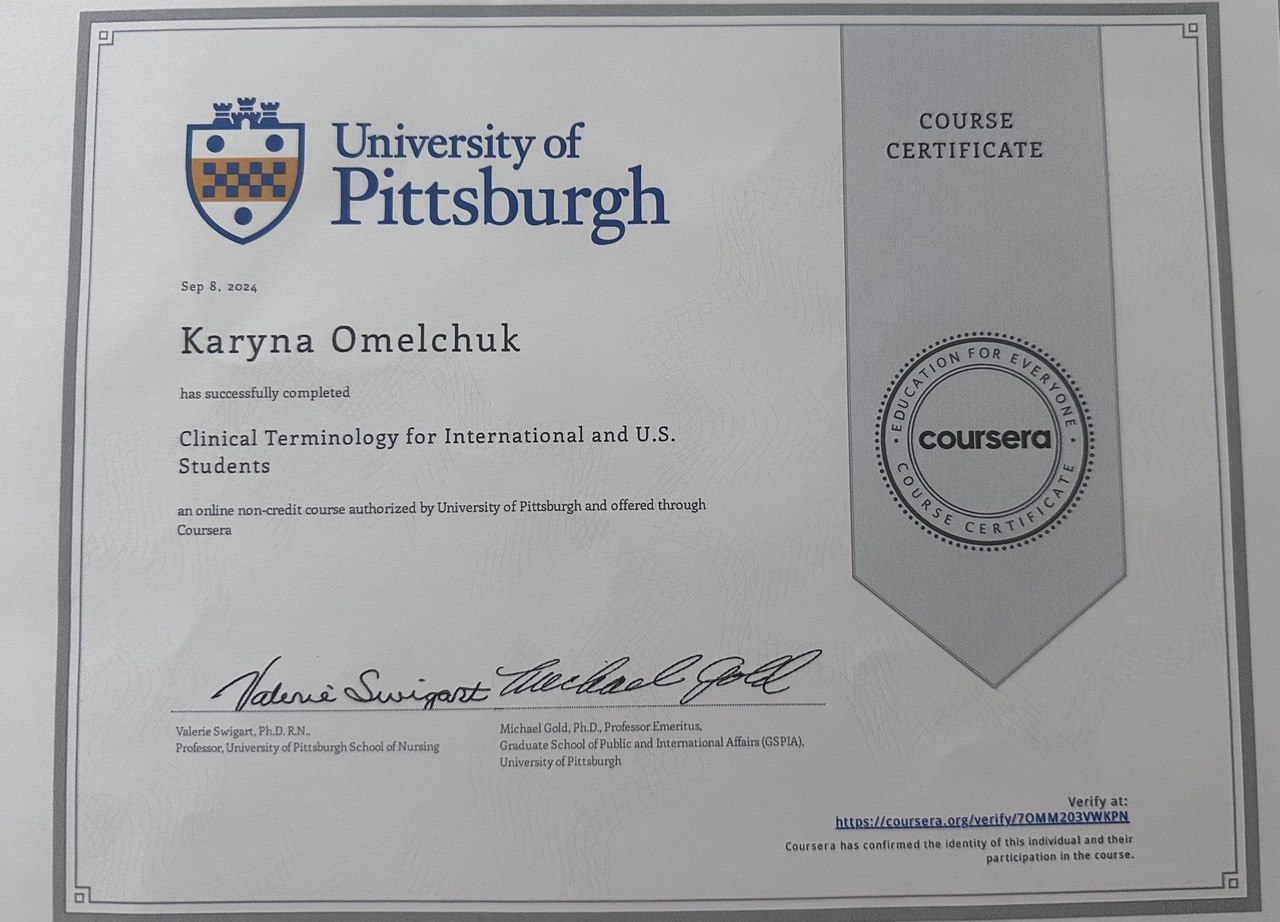 University of
Pittsburgh
COURSE
CERTIFICATE
Sep 8, 2024
Karyna Omelchuk
has successfully completed
Clinical Terminology for International and U.S.
Students
an online non-credit course authorized by University of Pittsburgh and offered through
Coursera
EDUCATION FOR EVERYONE
coursera
COURSE CERTIFICATE
Valerie Swigart
Michael Gold
Valerie Swigart, Ph.D. R.N.,
Professor, University of Pittsburgh School of Nursing
Michael Gold, Ph.D., Professor Emeritus,
Graduate School of Public and International Affairs (GSPIA),
University of Pittsburgh
Verify at:
https://coursera.org/verify/7OMM203VWKPN
Coursera has confirmed the identity of this individual and their
participation in the course.